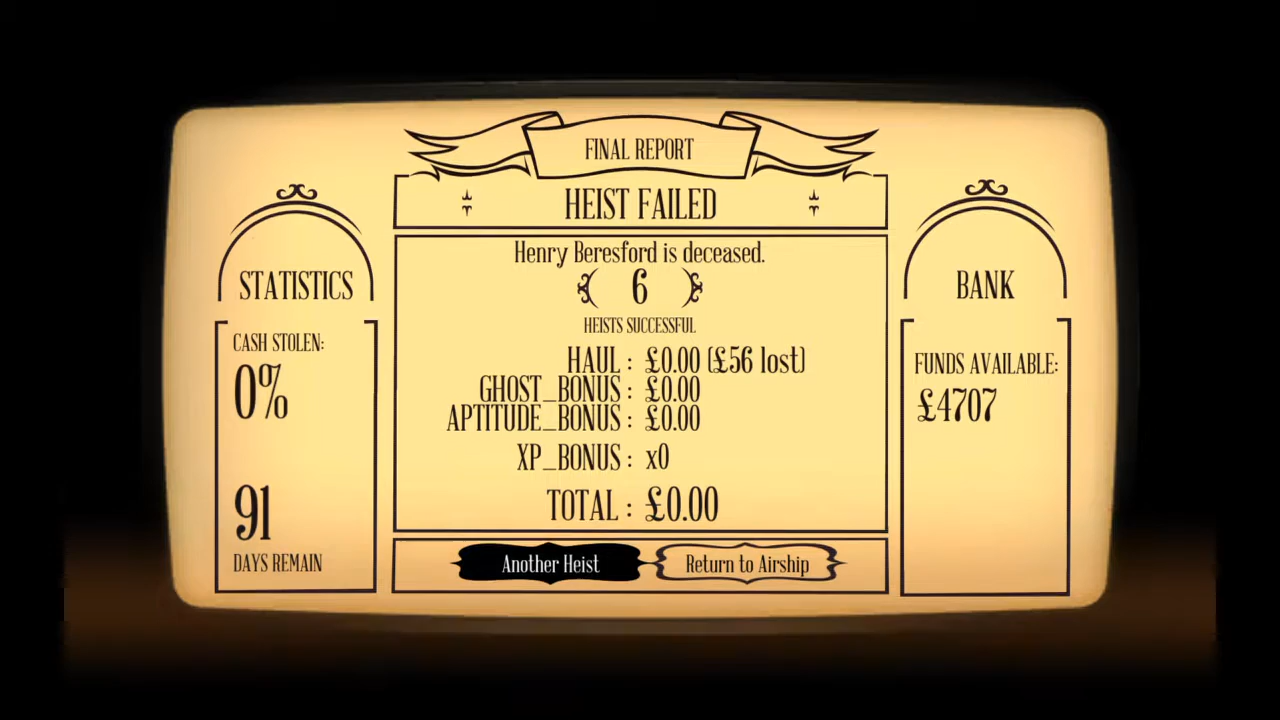 FINAL REPORT
HEIST FAILED
Henry Beresford is deceased.
6
HEISTS SUCCESSFUL
HAUL : £0.00 (£56 lost)
GHOST_BONUS : £0.00
APTITUDE_BONUS : £0.00
XP_BONUS : x0
TOTAL : £0.00
Another Heist
Return to Airship
STATISTICS
CASH STOLEN:
0%
91
DAYS REMAIN
BANK
FUNDS AVAILABLE:
£4707